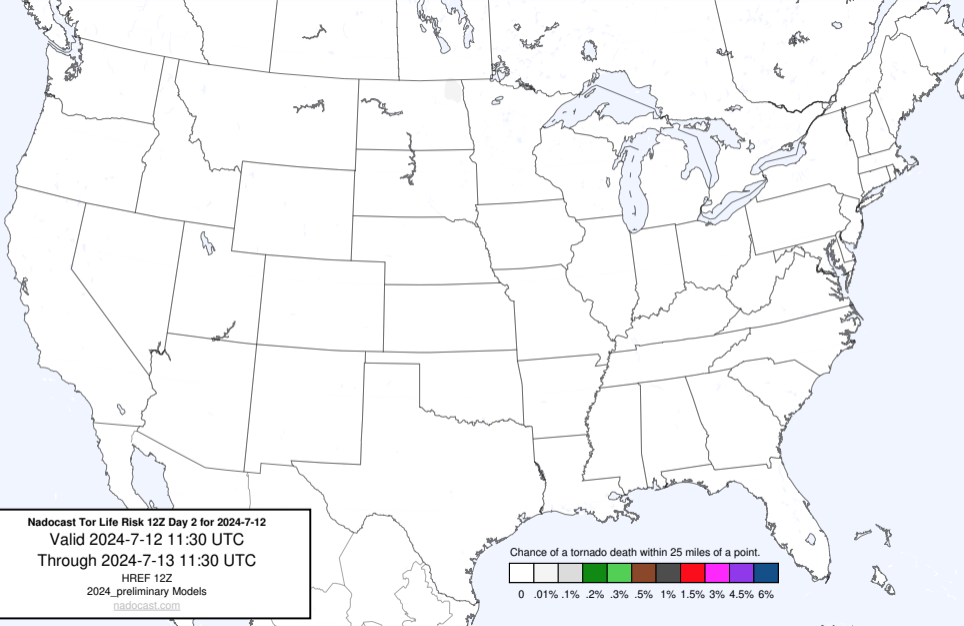 Nadocast Tor Life Risk 12Z Day 2 for 2024-7-12
Valid 2024-7-12 11:30 UTC
Through 2024-7-13 11:30 UTC
HREF 12Z
2024_preliminary Models
nadocast.com
Chance of a tornado death within 25 miles of a point.
0 .01% .1% .2% .3% .5% 1% 1.5% 3% 4.5% 6%